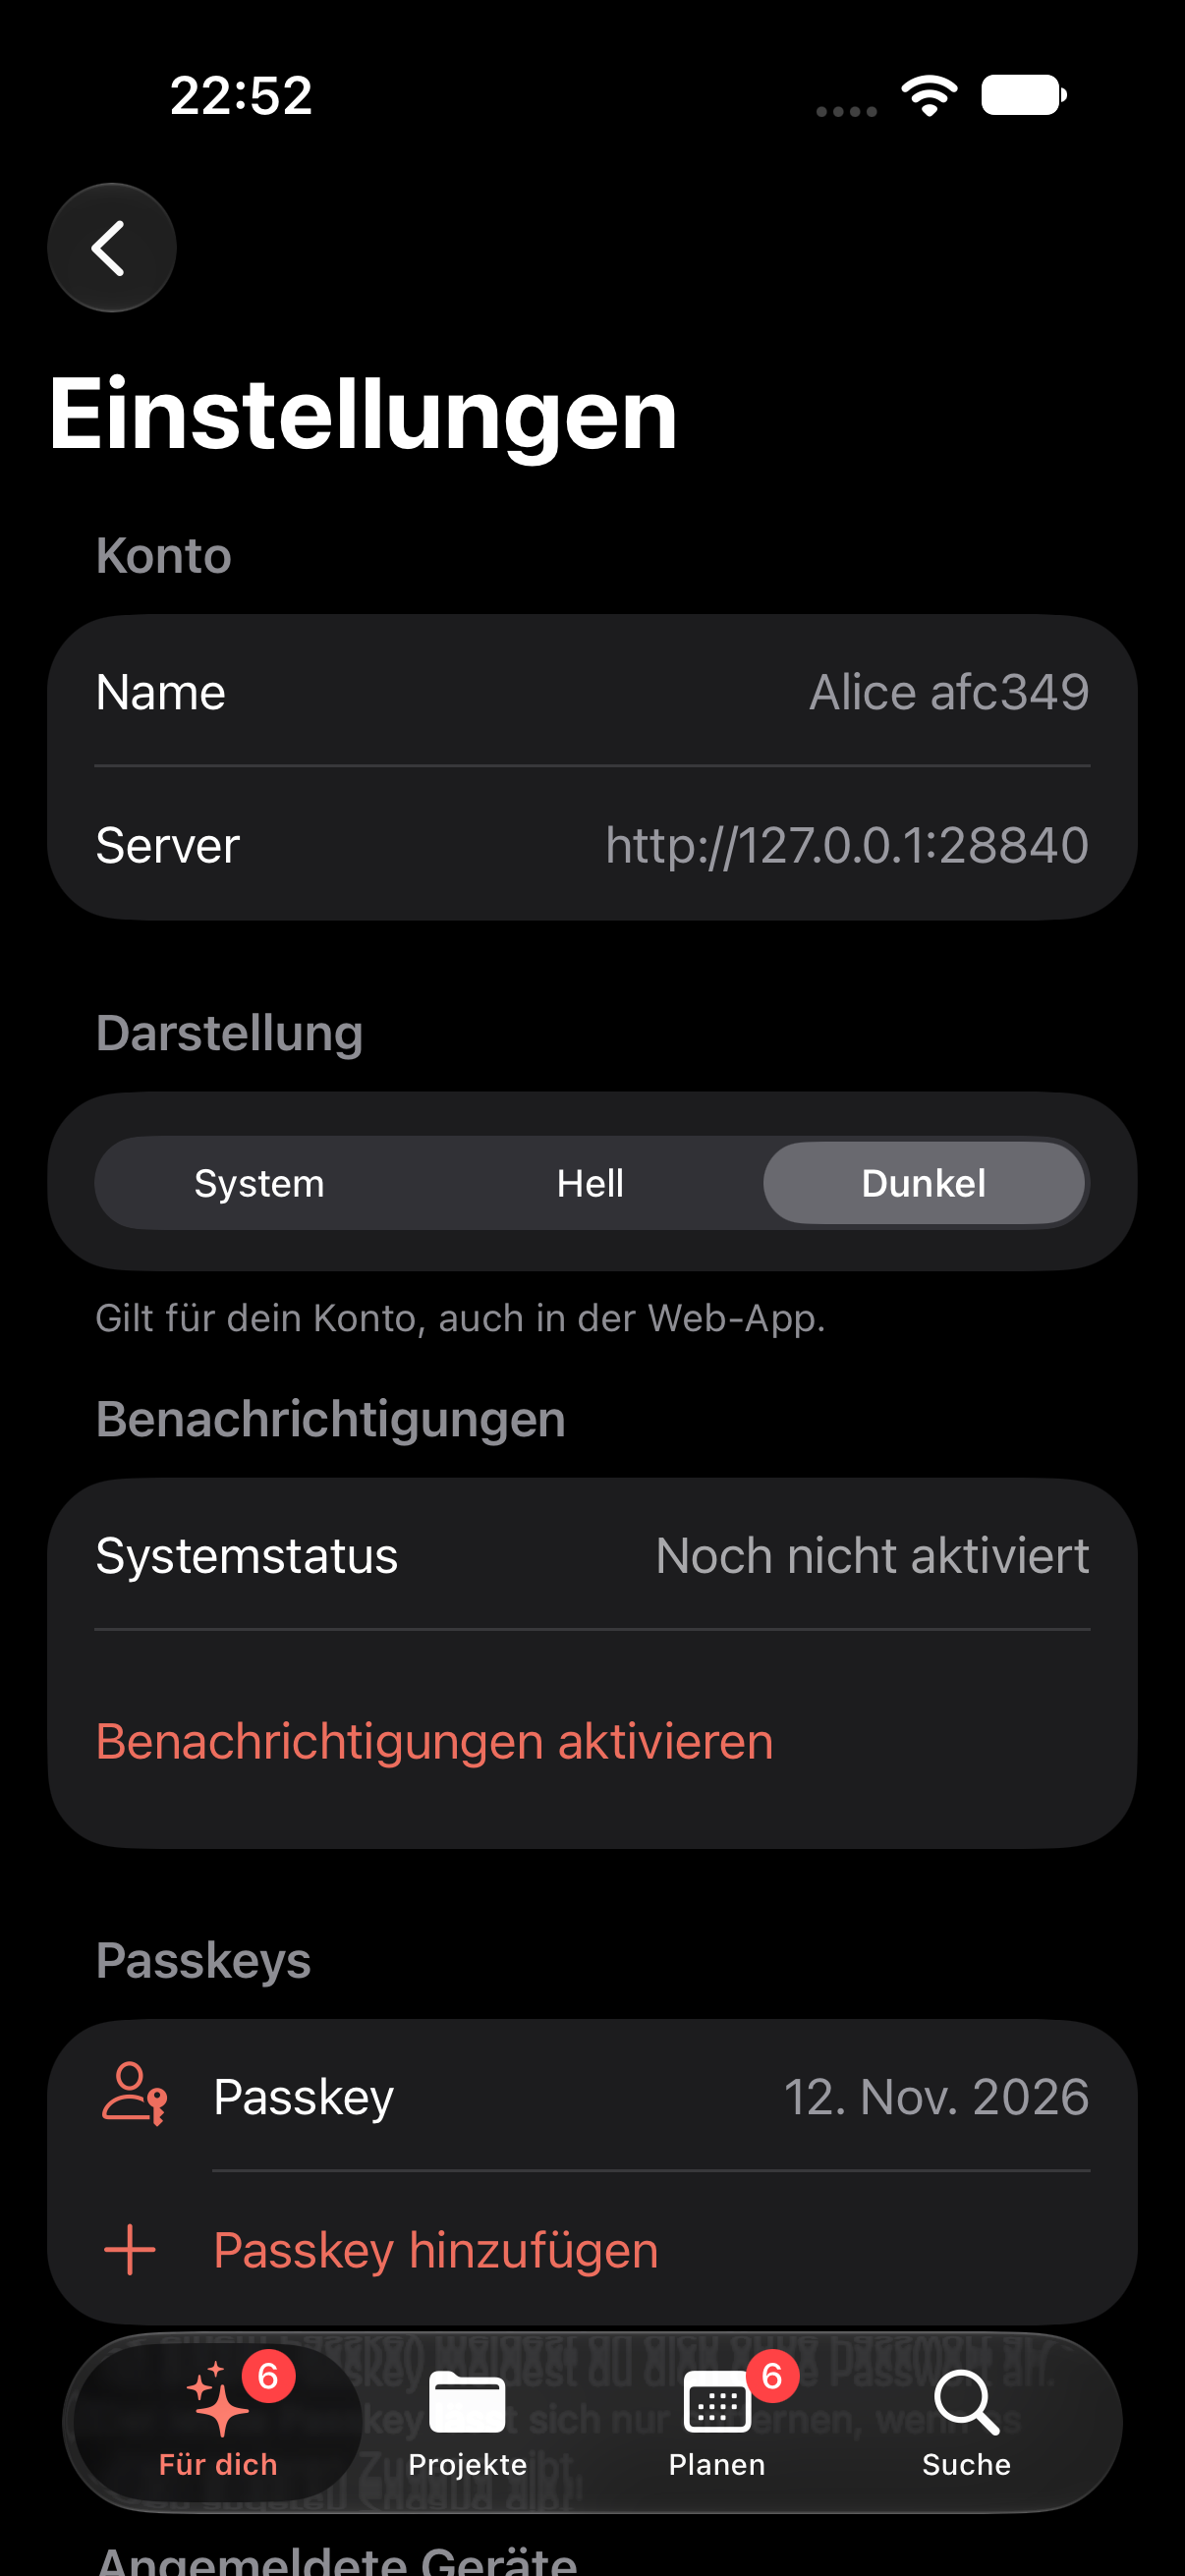 22:52
Einstellungen
Konto
Name Alice afc349
Server http://127.0.0.1:28840
Darstellung
System Hell Dunkel
Gilt für dein Konto, auch in der Web-App.
Benachrichtigungen
Systemstatus Noch nicht aktiviert
Benachrichtigungen aktivieren
Passkeys
Passkey 12. Nov. 2026
Passkey hinzufügen
6 6
Für dich Projekte Planen Suche
Angemeldete Geräte